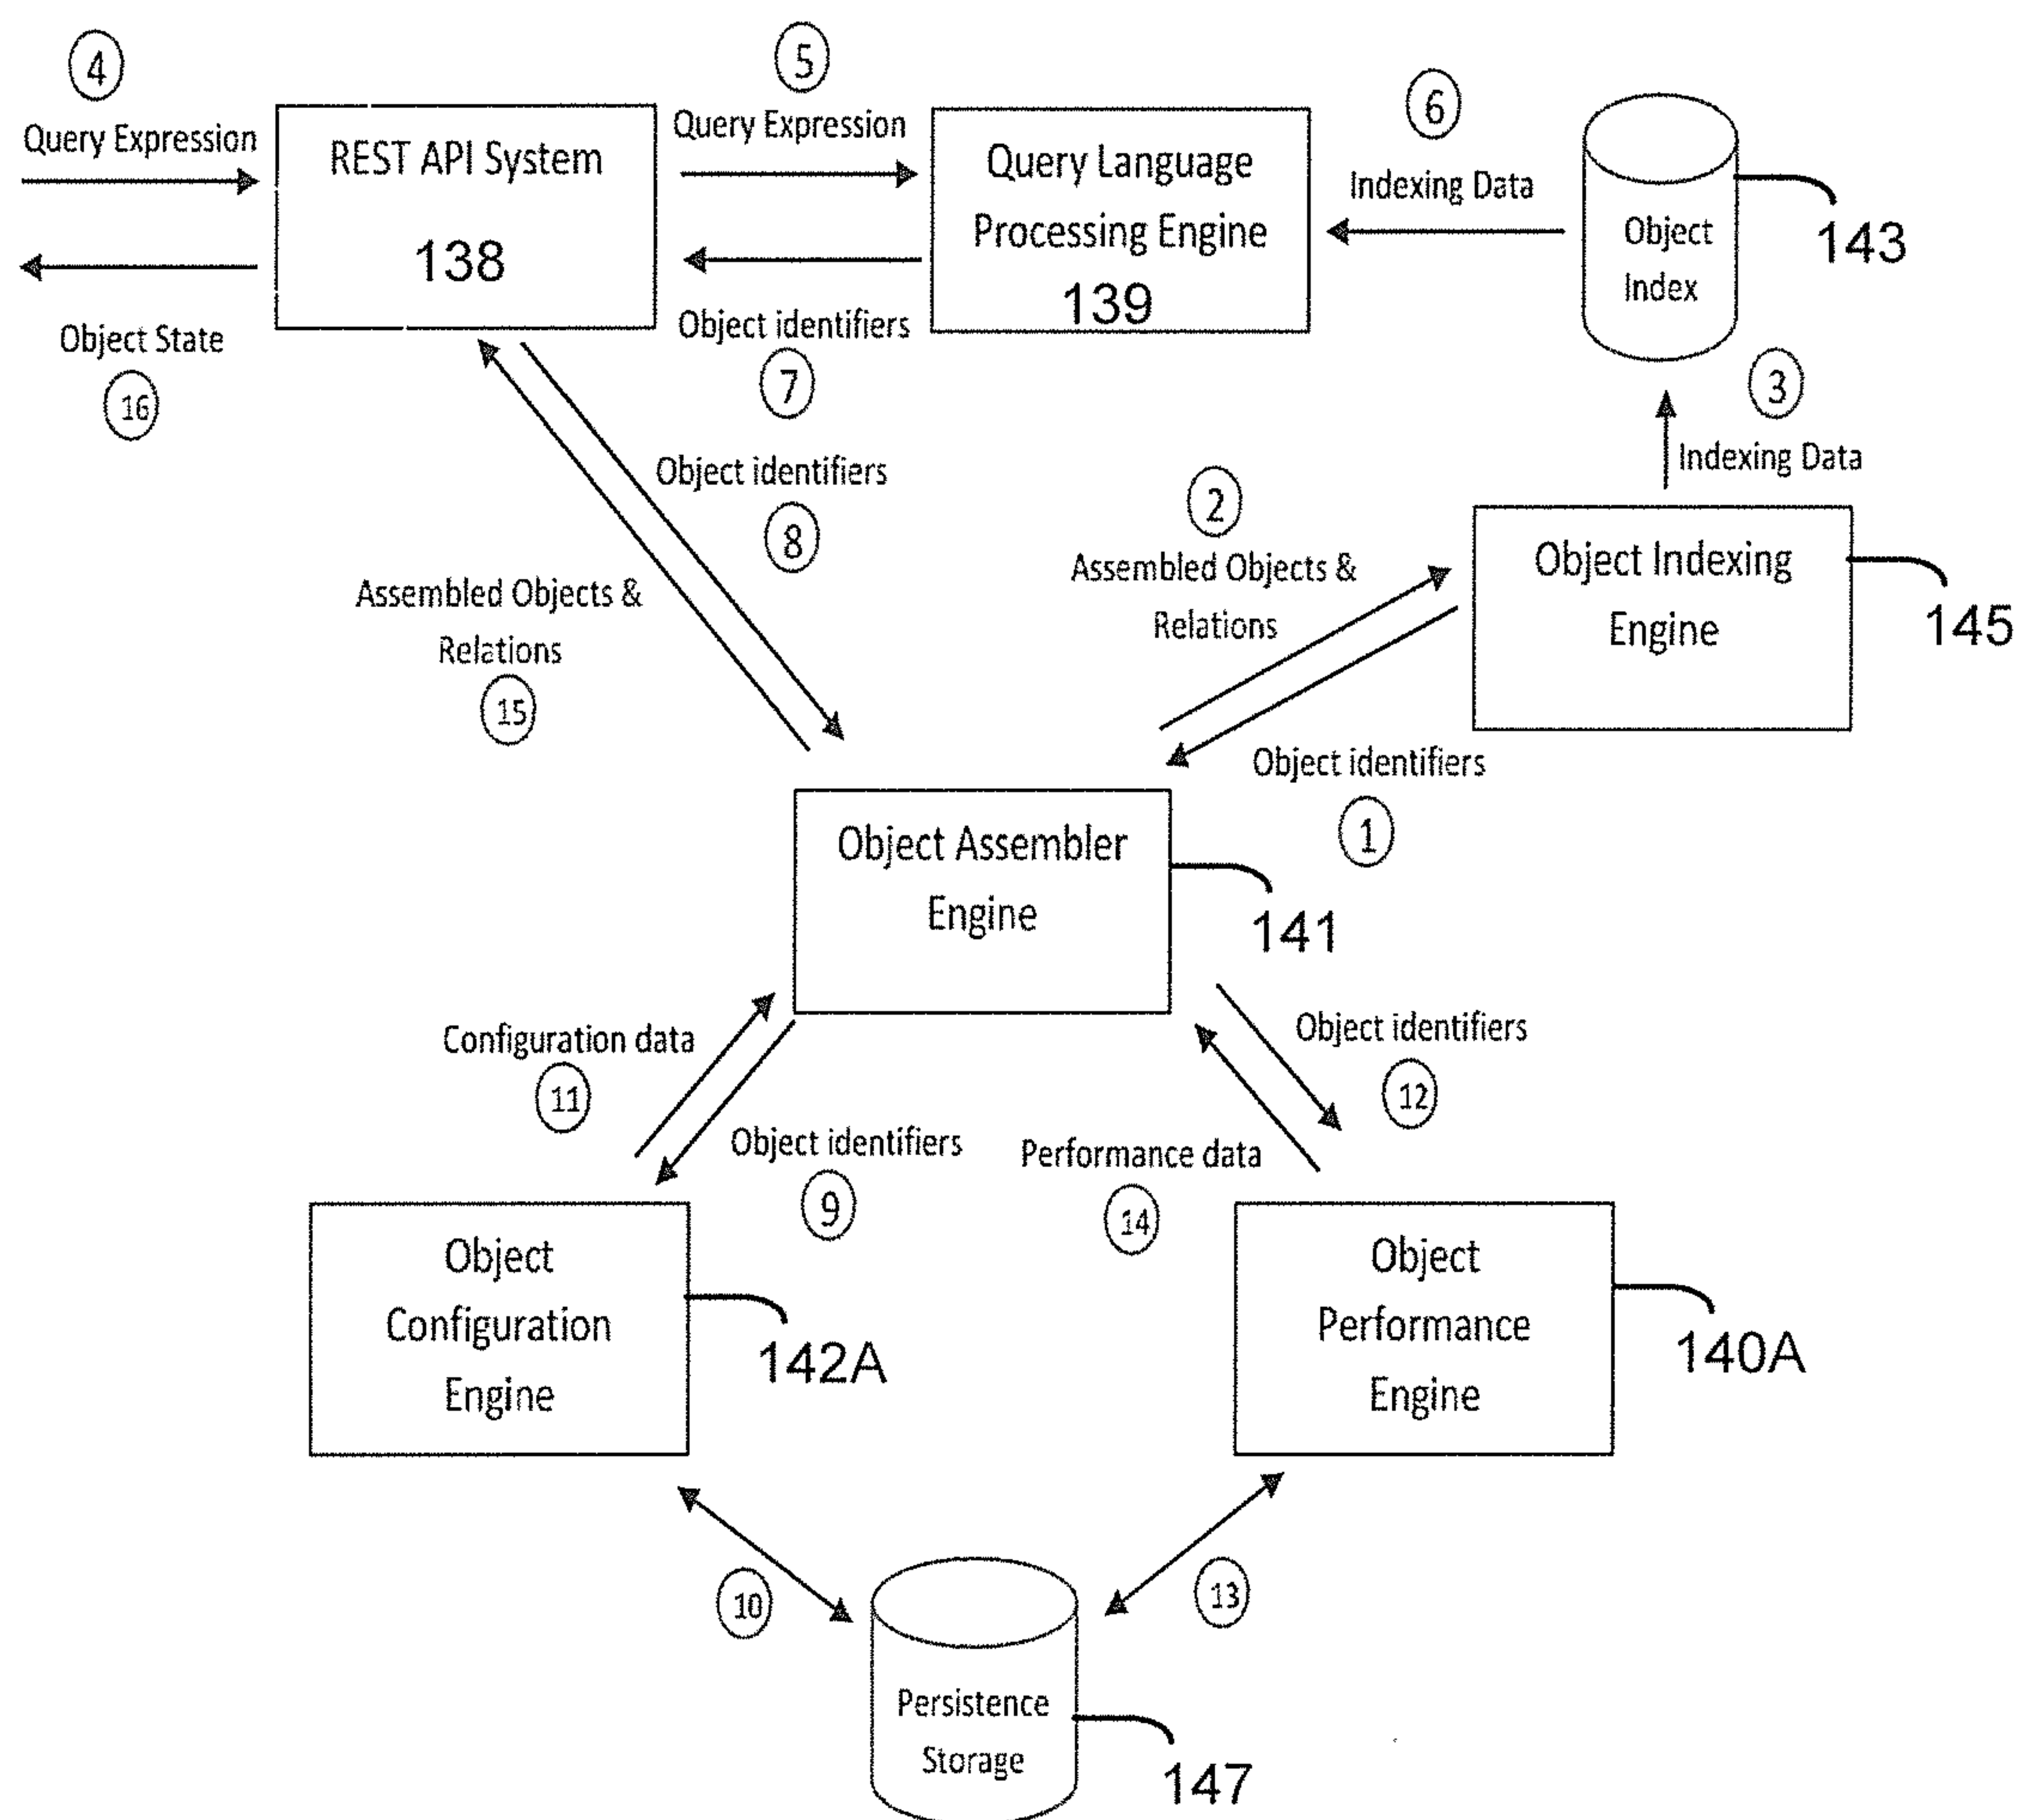 4
Query Expression
REST API System
138
Object State
16
5
Query Expression
Object identifiers
7
Query Language
Processing Engine
139
6
Indexing Data
Object
Index
143
3
Indexing Data
Object identifiers
8
Assembled Objects &
Relations
15
2
Assembled Objects &
Relations
Object Indexing
Engine
145
Object identifiers
1
Object Assembler
Engine
141
Configuration data
11
Object identifiers
9
Object identifiers
12
Performance data
14
Object
Configuration
Engine
142A
Object
Performance
Engine
140A
10
13
Persistence
Storage
147